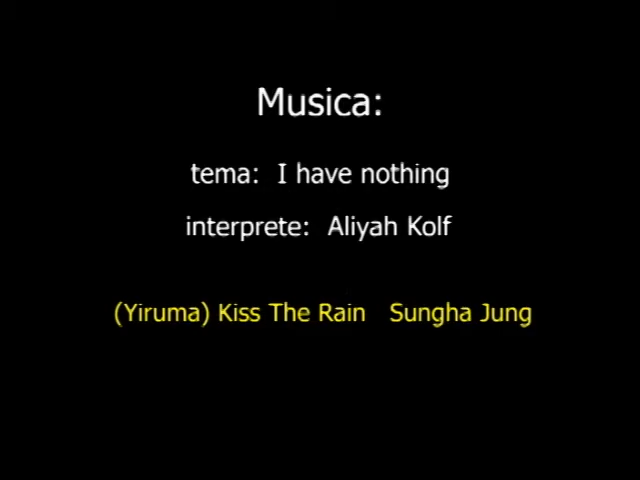 Musica:
tema: I have nothing
interprete: Aliyah Kolf
(Yiruma) Kiss The Rain Sungha Jung